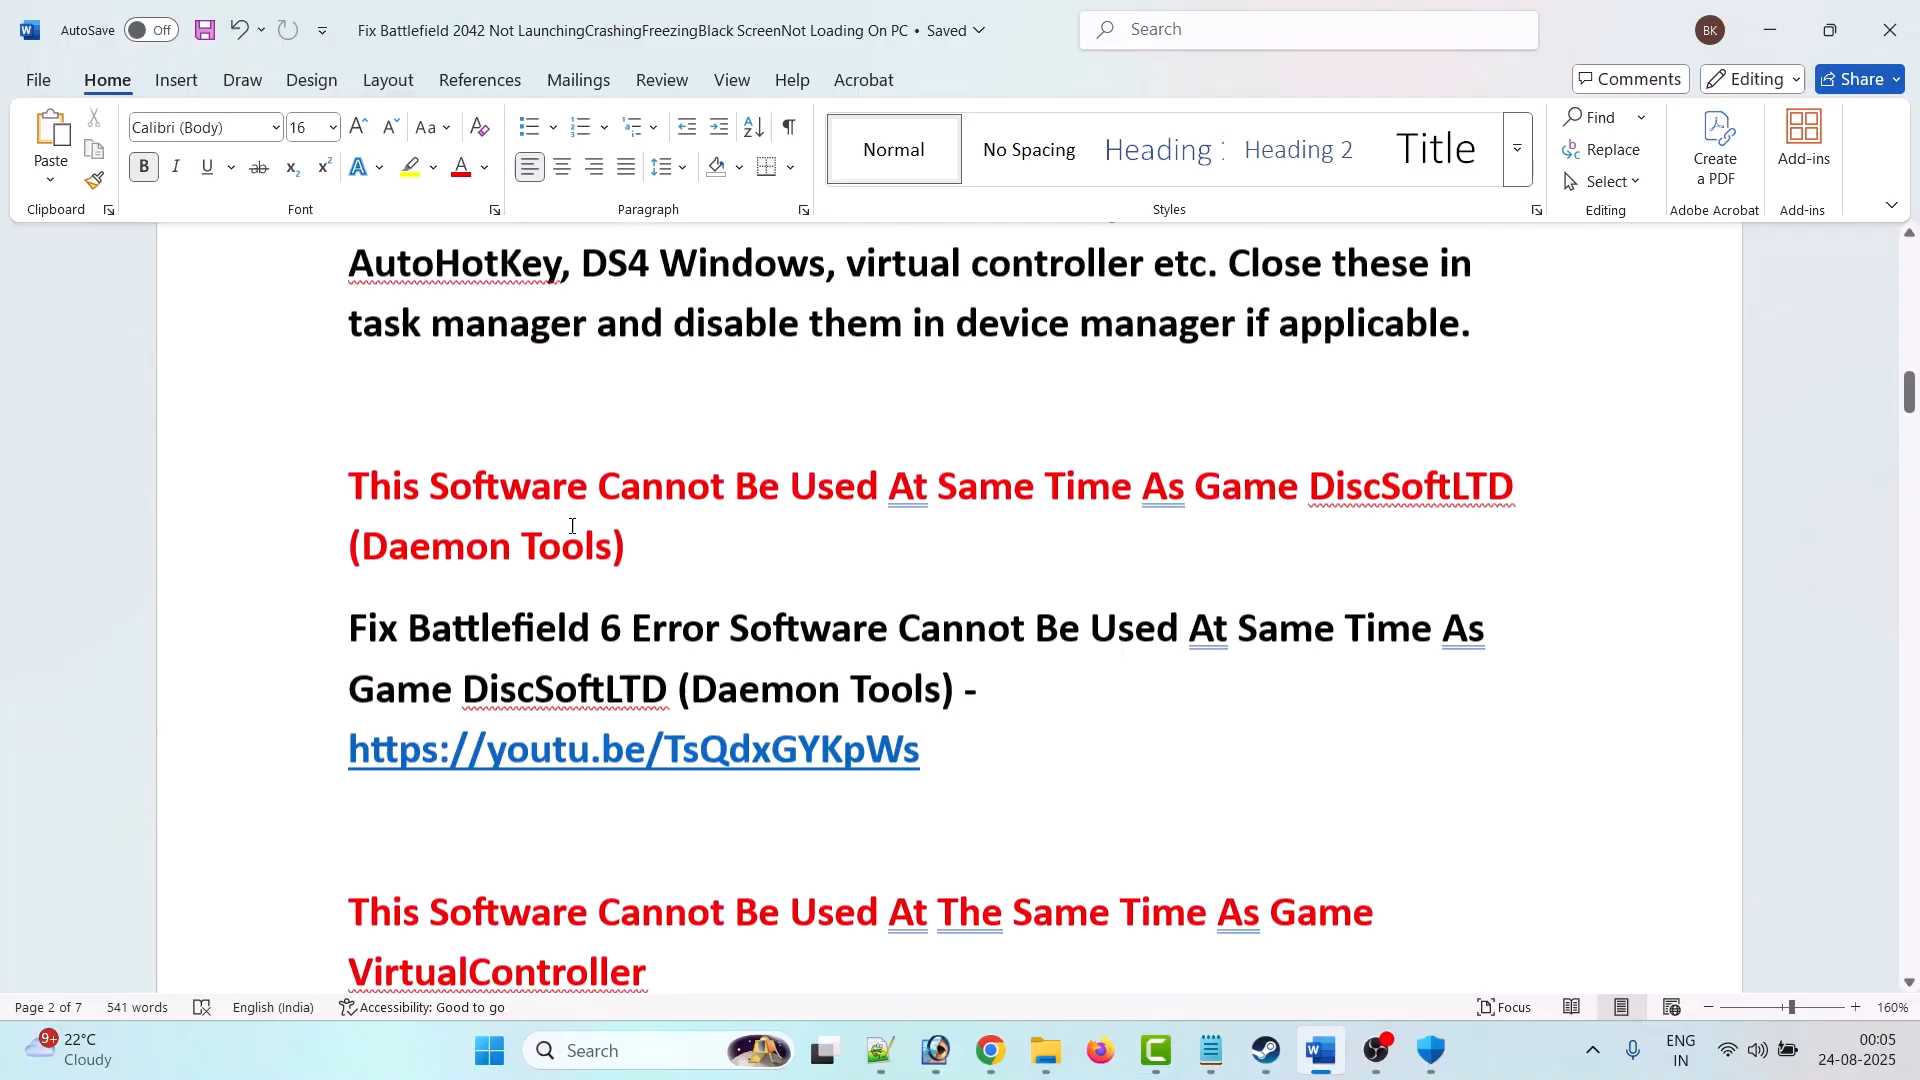 AutoSave Off Fix Battlefield 2042 Not LaunchingCrashingFreezingBlack ScreenNot Loading On PC • Saved Search BK
File Home Insert Draw Design Layout References Mailings Review View Help Acrobat Comments Editing Share
Paste Calibri (Body) 16 Aa Normal No Spacing Heading Heading 2 Title Find Replace Select Create a PDF Add-ins
Clipboard Font Paragraph Styles Editing Adobe Acrobat Add-ins
AutoHotKey, DS4 Windows, virtual controller etc. Close these in
task manager and disable them in device manager if applicable.
This Software Cannot Be Used At Same Time As Game DiscSoftLTD
(Daemon Tools)
Fix Battlefield 6 Error Software Cannot Be Used At Same Time As
Game DiscSoftLTD (Daemon Tools) -
https://youtu.be/TsQdxGYKpWs
This Software Cannot Be Used At The Same Time As Game
VirtualController
Page 2 of 7 541 words English (India) Accessibility: Good to go Focus 160%
9+ 22°C Cloudy Search ENG IN 00:05 24-08-2025